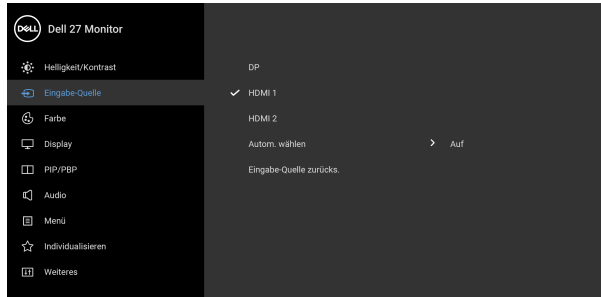 DELL Dell 27 Monitor
Helligkeit/Kontrast DP
Eingabe-Quelle HDMI 1
Farbe HDMI 2
Display Autom. wählen Auf
PIP/PBP Eingabe-Quelle zurücks.
Audio
Menü
Individualisieren
Weiteres